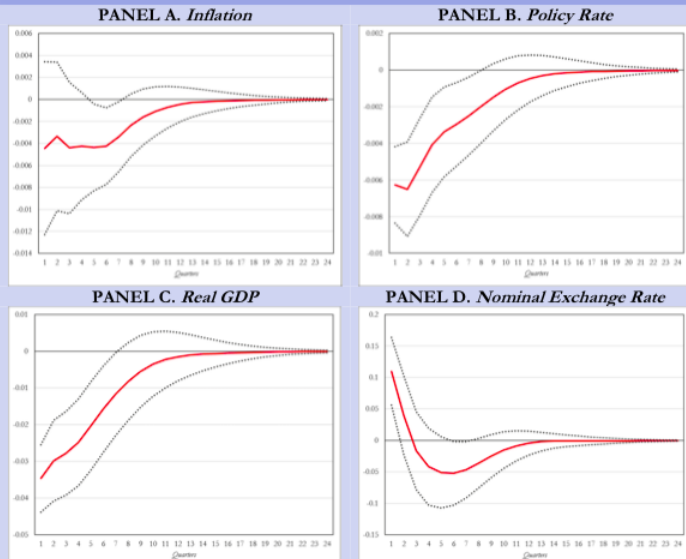 PANEL A. Inflation
0.006
0.004
0.002
0
-0.002
-0.004
-0.006
-0.008
-0.01
-0.012
-0.014
1 2 3 4 5 6 7 8 9 10 11 12 13 14 15 16 17 18 19 20 21 22 23 24
Quarters
PANEL B. Policy Rate
0.002
0
-0.002
-0.004
-0.006
-0.008
-0.01
1 2 3 4 5 6 7 8 9 10 11 12 13 14 15 16 17 18 19 20 21 22 23 24
Quarters
PANEL C. Real GDP
0.01
0
-0.01
-0.02
-0.03
-0.04
-0.05
1 2 3 4 5 6 7 8 9 10 11 12 13 14 15 16 17 18 19 20 21 22 23 24
Quarters
PANEL D. Nominal Exchange Rate
0.2
0.15
0.1
0.05
0
-0.05
-0.1
-0.15
1 2 3 4 5 6 7 8 9 10 11 12 13 14 15 16 17 18 19 20 21 22 23 24
Quarters